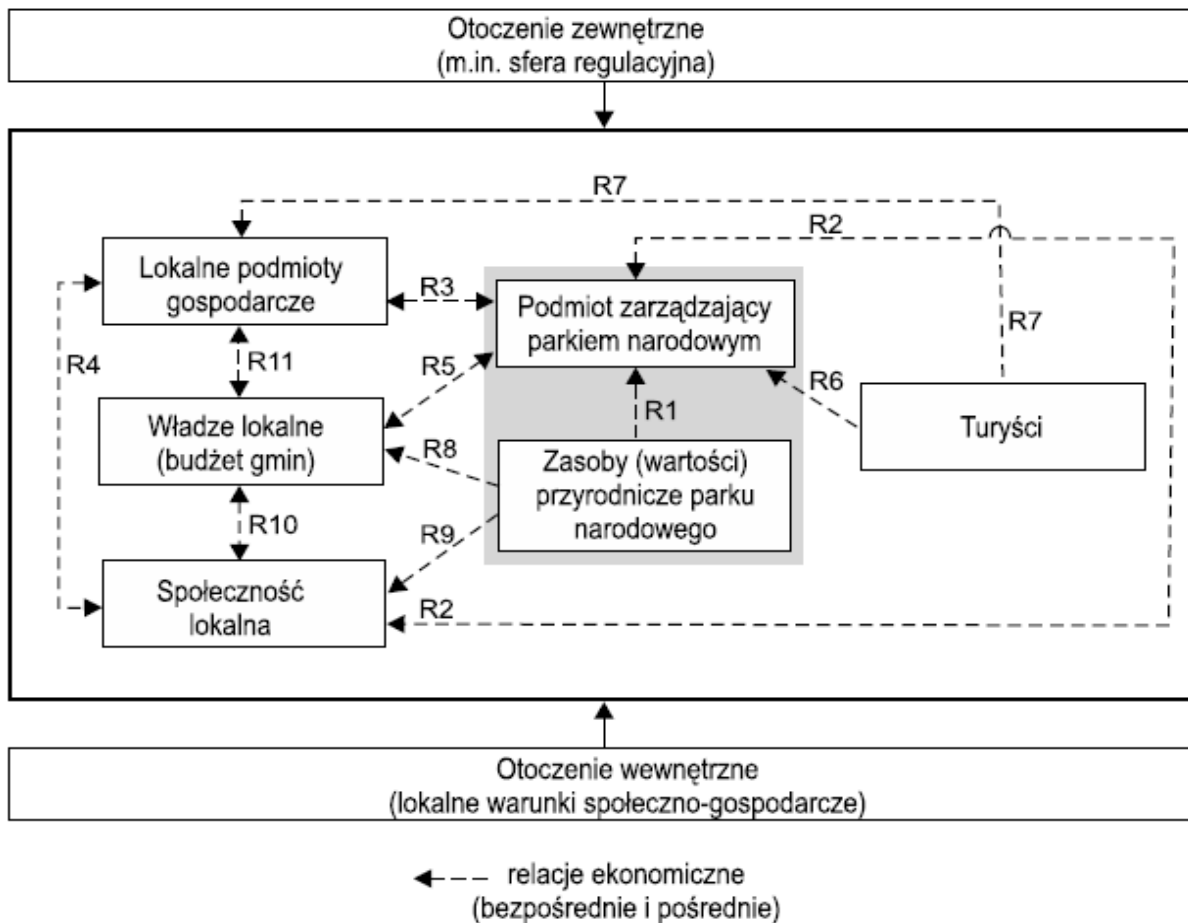 Otoczenie zewnętrzne
(m.in. sfera regulacyjna)
R7
R2
Lokalne podmioty
gospodarcze
R3
Podmiot zarządzający
parkiem narodowym
R7
R4
R11
R5
R6
R1
Władze lokalne
(budżet gmin)
Turyści
R8
Zasoby (wartości)
przyrodnicze parku
narodowego
R10
R9
Społeczność
lokalna
R2
Otoczenie wewnętrzne
(lokalne warunki społeczno-gospodarcze)
relacje ekonomiczne
(bezpośrednie i pośrednie)